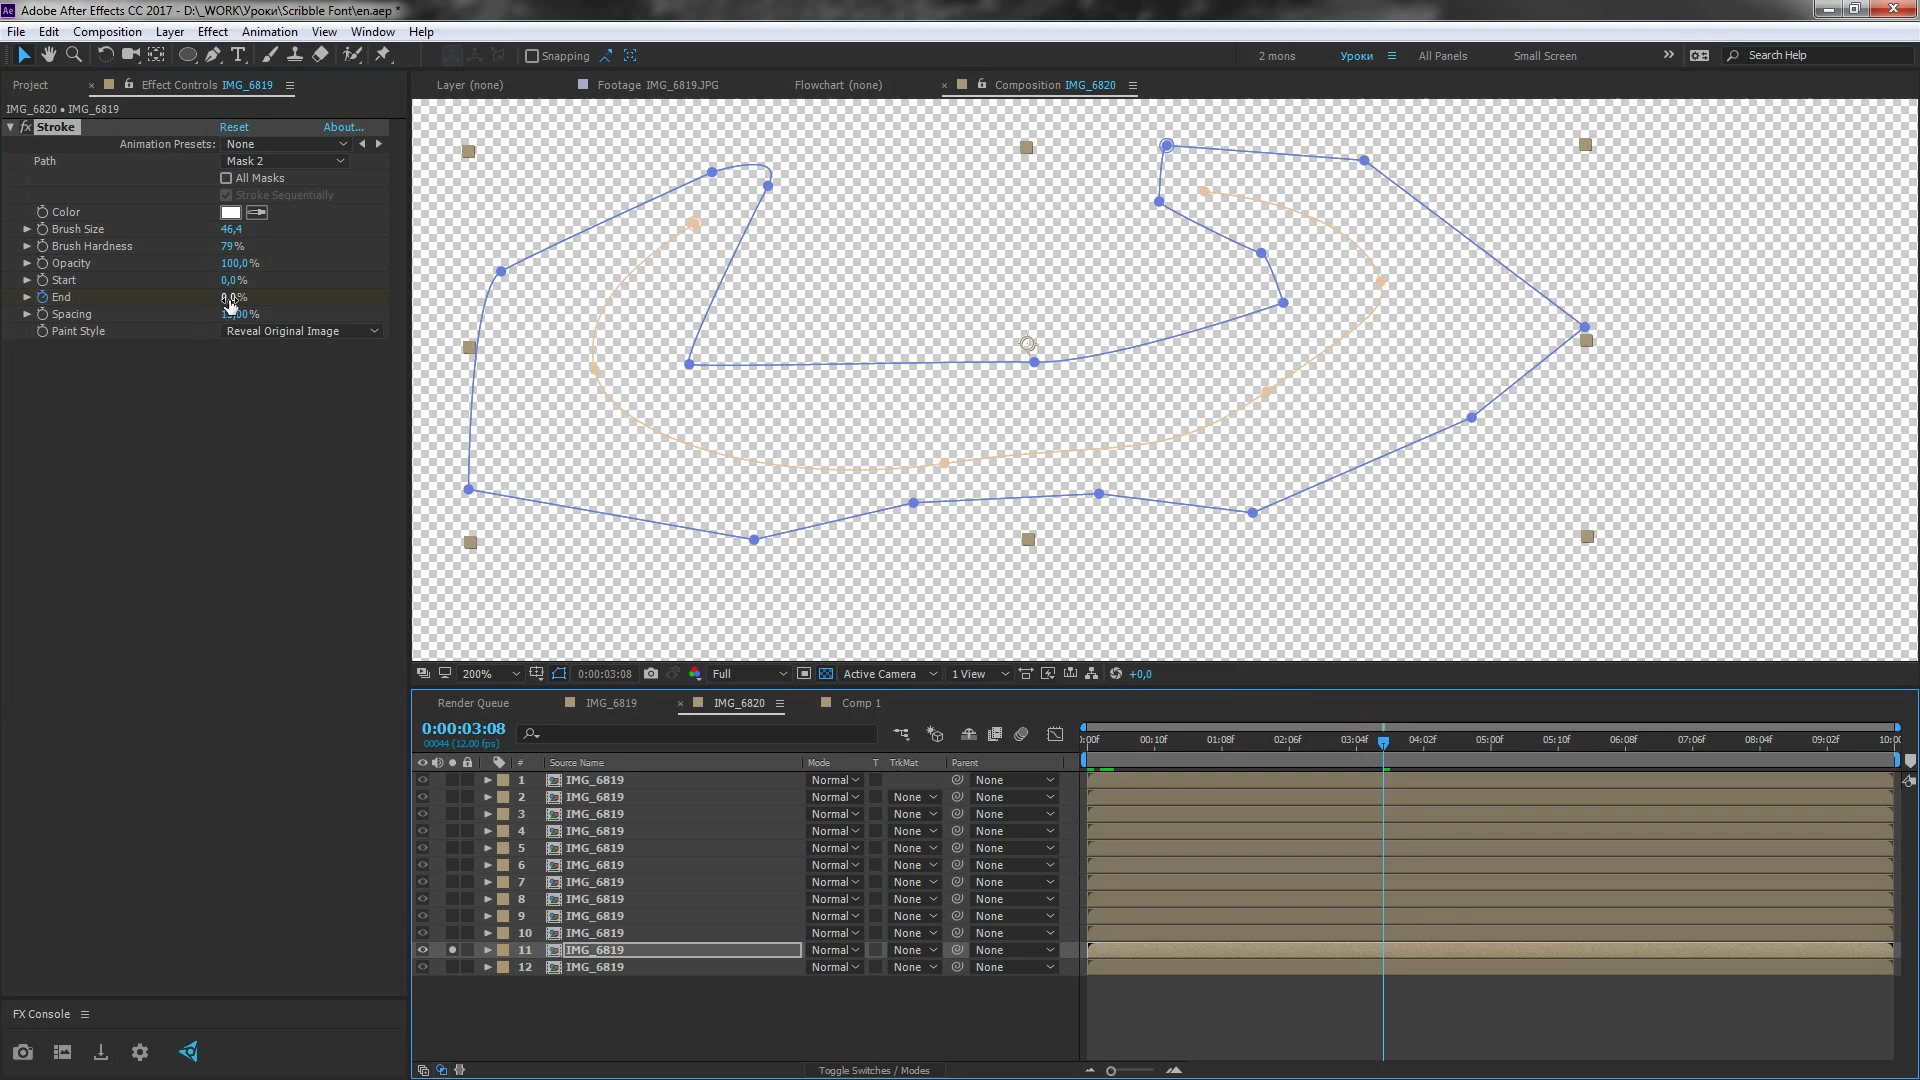 Adobe After Effects CC 2017 - D:\_WORK\Уроки\Scribble Font\en.aep *
File Edit Composition Layer Effect Animation View Window Help
Snapping 2 mons Уроки All Panels Small Screen Search Help
Project Effect Controls IMG_6819 Layer (none) Footage IMG_6819.JPG Flowchart (none) Composition IMG_6820
IMG_6820 • IMG_6819
fx Stroke Reset About...
Animation Presets: None
Path Mask 2
All Masks
Stroke Sequentially
Color
Brush Size 46,4
Brush Hardness 79%
Opacity 100,0%
Start 0,0%
End %
Spacing %
Paint Style Reveal Original Image
200% 0:00:03:08 Full Active Camera 1 View +0,0
Render Queue IMG_6819 IMG_6820 Comp 1
0:00:03:08
00044 (12.00 fps)
:00f 00:10f 01:08f 02:06f 03:04f 04:02f 05:00f 05:10f 06:08f 07:06f 08:04f 09:02f 10:00
# Source Name Mode T TrkMat Parent
1 IMG_6819 Normal None
2 IMG_6819 Normal None None
3 IMG_6819 Normal None None
4 IMG_6819 Normal None None
5 IMG_6819 Normal None None
6 IMG_6819 Normal None None
7 IMG_6819 Normal None None
8 IMG_6819 Normal None None
9 IMG_6819 Normal None None
10 IMG_6819 Normal None None
11 IMG_6819 Normal None None
12 IMG_6819 Normal None None
FX Console
Toggle Switches / Modes